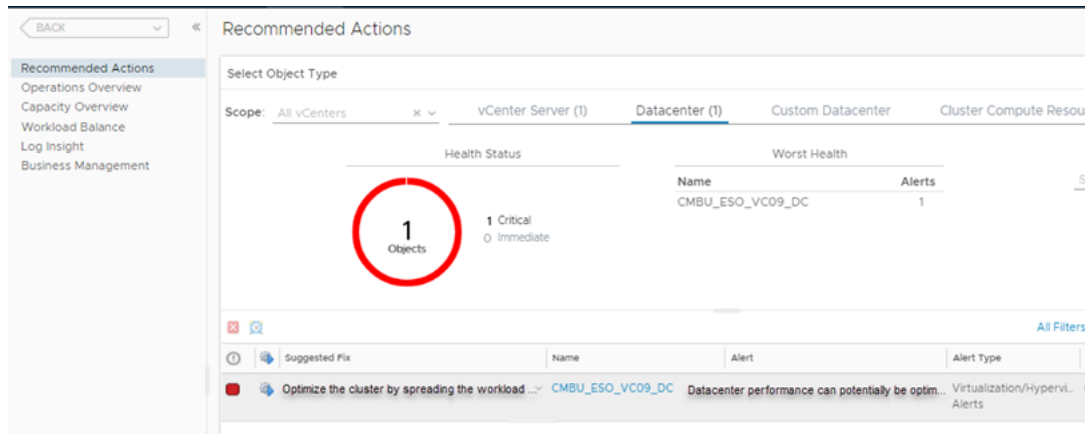 BACK
Recommended Actions
Recommended Actions
Operations Overview
Capacity Overview
Workload Balance
Log Insight
Business Management
Select Object Type
Scope: All vCenters vCenter Server (1) Datacenter (1) Custom Datacenter Cluster Compute Resou
Health Status Worst Health
Name Alerts
CMBU_ESO_VC09_DC 1
1
Objects
1 Critical
0 Immediate
S
All Filters
Suggested Fix Name Alert Alert Type
Optimize the cluster by spreading the workload ... CMBU_ESO_VC09_DC Datacenter performance can potentially be optim... Virtualization/Hypervi..
Alerts